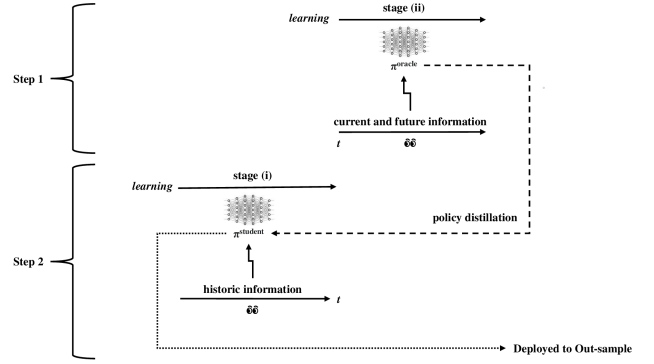 stage (ii)
learning
π^oracle
Step 1
current and future information
t
stage (i)
learning
policy distillation
π^student
Step 2
historic information
t
Deployed to Out-sample